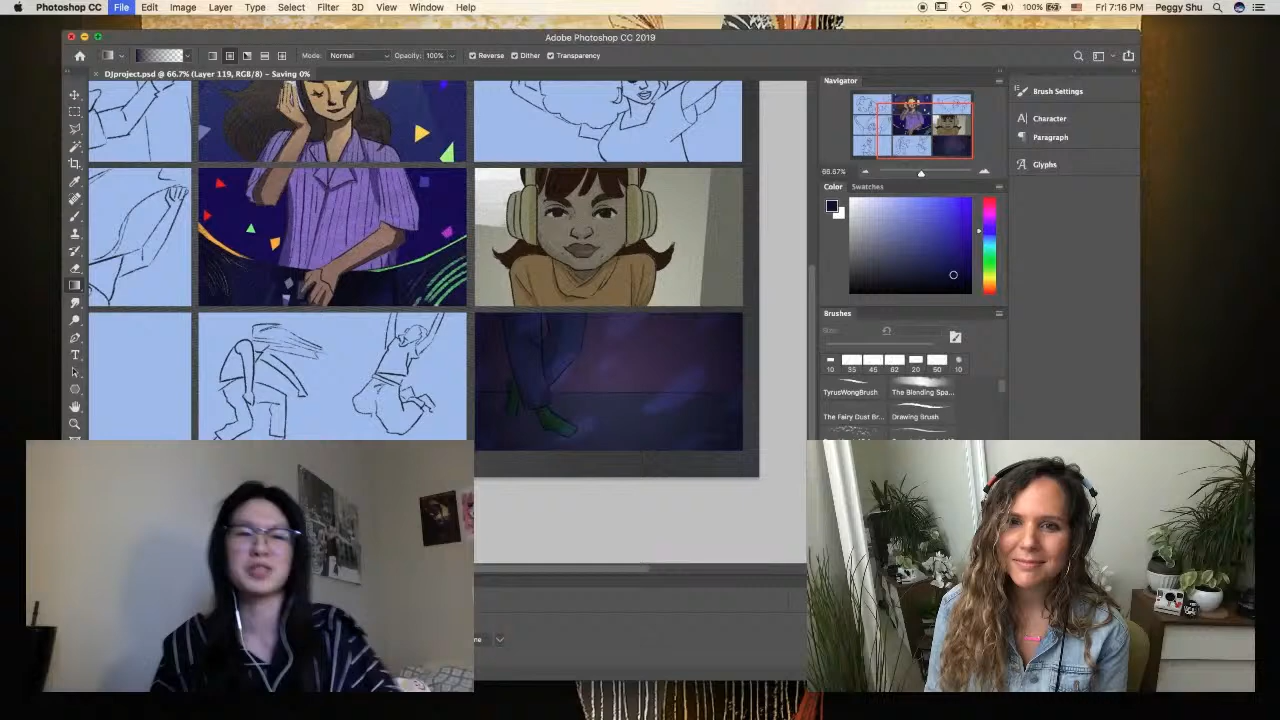 Photoshop CC File Edit Image Layer Type Select Filter 3D View Window Help 100% Fri 7:16 PM Peggy Shu
Adobe Photoshop CC 2019
Mode: Normal Opacity: 100% Reverse Dither Transparency
× DJproject.psd @ 66.7% (Layer 119, RGB/8) – Saving 0%
Navigator
66.67%
Color Swatches
Brushes
Size:
10 35 45 62 20 50 10
TyrusWongBrush The Blending Spa...
The Fairy Dust Br... Drawing Brush
Brush Settings
Character
Paragraph
Glyphs